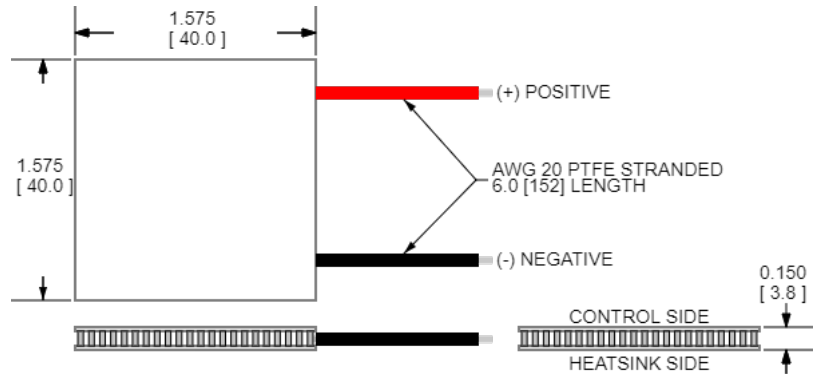 1.575
[ 40.0 ]
(+) POSITIVE
1.575
[ 40.0 ]
AWG 20 PTFE STRANDED
6.0 [152] LENGTH
(-) NEGATIVE
0.150
[ 3.8 ]
CONTROL SIDE
HEATSINK SIDE